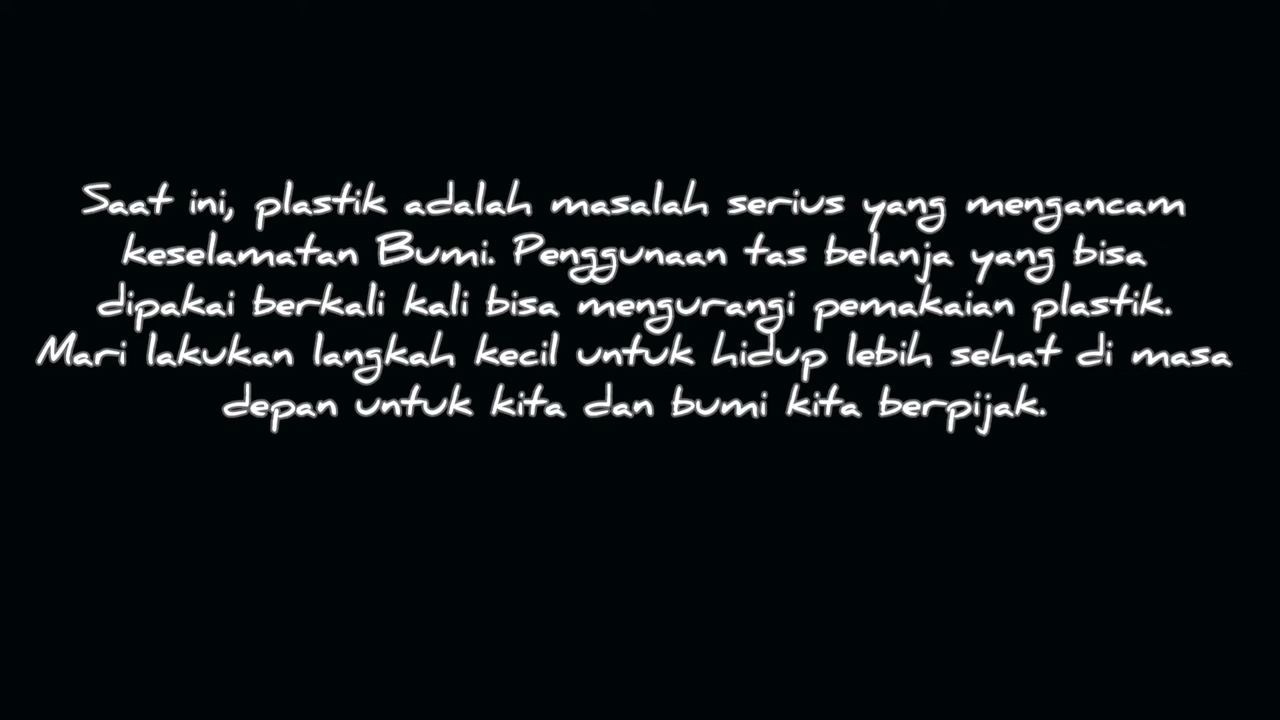 Saat ini, plastik adalah masalah serius yang mengancam
keselamatan Bumi. Penggunaan tas belanja yang bisa
dipakai berkali kali bisa mengurangi pemakaian plastik.
Mari lakukan langkah kecil untuk hidup lebih sehat di masa
depan untuk kita dan bumi kita berpijak.